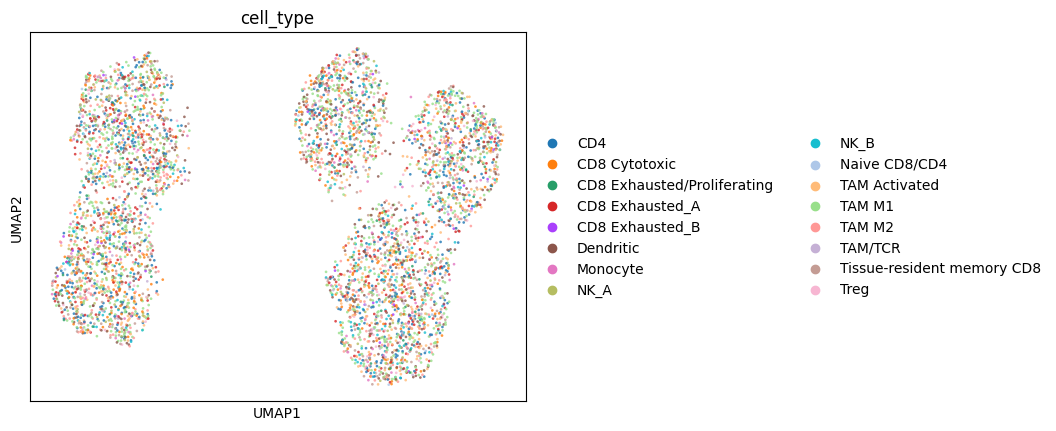 cell_type
UMAP2
UMAP1
CD4
CD8 Cytotoxic
CD8 Exhausted/Proliferating
CD8 Exhausted_A
CD8 Exhausted_B
Dendritic
Monocyte
NK_A
NK_B
Naive CD8/CD4
TAM Activated
TAM M1
TAM M2
TAM/TCR
Tissue-resident memory CD8
Treg